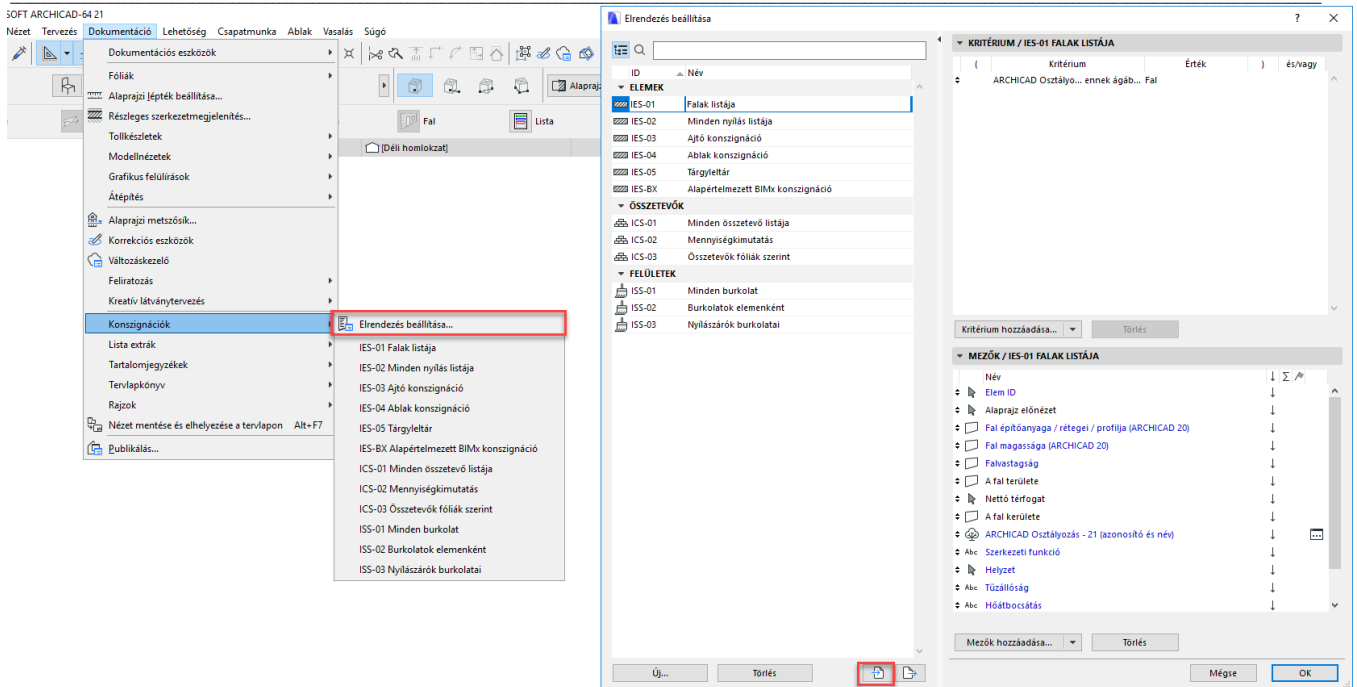 SOFT ARCHICAD-64 21
Nézet Tervezés Dokumentáció Lehetőség Csapatmunka Ablak Vasalás Súgó
Dokumentációs eszközök
Fóliák
Alaprajzi lépték beállítása...
Részleges szerkezetmegjelenítés...
Tollkészletek
Modellnézetek
Grafikus felülírások
Átépítés
Alaprajzi metszősík...
Korrekciós eszközök
Változáskezelő
Feliratozás
Kreatív látványtervezés
Konszignációk
Lista extrák
Tartalomjegyzékek
Tervlapkönyv
Rajzok
Nézet mentése és elhelyezése a tervlapon Alt+F7
Publikálás...
Alapraj
Fal
Lista
[Déli homlokzat]
Elrendezés beállítása...
IES-01 Falak listája
IES-02 Minden nyílás listája
IES-03 Ajtó konszignáció
IES-04 Ablak konszignáció
IES-05 Tárgyleltár
IES-BX Alapértelmezett BIMx konszignáció
ICS-01 Minden összetevő listája
ICS-02 Mennyiségkimutatás
ICS-03 Összetevők fóliák szerint
ISS-01 Minden burkolat
ISS-02 Burkolatok elemenként
ISS-03 Nyílászárók burkolatai
Elrendezés beállítása
ID Név
ELEMEK
IES-01 Falak listája
IES-02 Minden nyílás listája
IES-03 Ajtó konszignáció
IES-04 Ablak konszignáció
IES-05 Tárgyleltár
IES-BX Alapértelmezett BIMx konszignáció
ÖSSZETEVŐK
ICS-01 Minden összetevő listája
ICS-02 Mennyiségkimutatás
ICS-03 Összetevők fóliák szerint
FELÜLETEK
ISS-01 Minden burkolat
ISS-02 Burkolatok elemenként
ISS-03 Nyílászárók burkolatai
Új... Törlés
KRITÉRIUM / IES-01 FALAK LISTÁJA
( Kritérium Érték ) és/vagy
ARCHICAD Osztályo... ennek ágáb... Fal
Kritérium hozzáadása... Törlés
MEZŐK / IES-01 FALAK LISTÁJA
Név
Elem ID
Alaprajz előnézet
Fal építőanyaga / rétegei / profilja (ARCHICAD 20)
Fal magassága (ARCHICAD 20)
Falvastagság
A fal területe
Nettó térfogat
A fal kerülete
ARCHICAD Osztályozás - 21 (azonosító és név)
Abc Szerkezeti funkció
Helyzet
Abc Tűzállóság
Abc Hőátbocsátás
Mezők hozzáadása... Törlés
Mégse OK